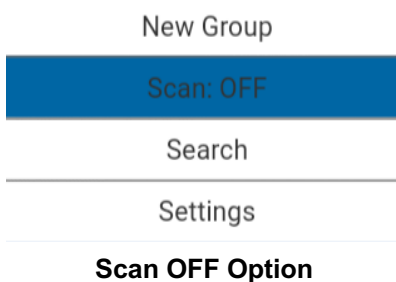 New Group
Scan: OFF
Search
Settings
Scan OFF Option